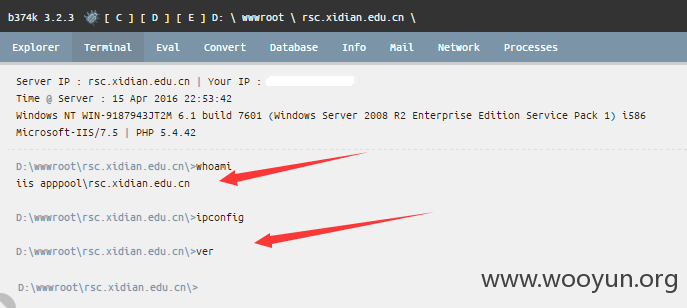 b374k 3.2.3 [ C ] [ D ] [ E ] D: \ wwwroot \ rsc.xidian.edu.cn \
Explorer Terminal Eval Convert Database Info Mail Network Processes
Server IP : rsc.xidian.edu.cn | Your IP :
Time @ Server : 15 Apr 2016 22:53:42
Windows NT WIN-9187943JT2M 6.1 build 7601 (Windows Server 2008 R2 Enterprise Edition Service Pack 1) i586
Microsoft-IIS/7.5 | PHP 5.4.42
D:\wwwroot\rsc.xidian.edu.cn\>whoami
iis apppool\rsc.xidian.edu.cn
D:\wwwroot\rsc.xidian.edu.cn\>ipconfig
D:\wwwroot\rsc.xidian.edu.cn\>ver
D:\wwwroot\rsc.xidian.edu.cn\>
www.wooyun.org